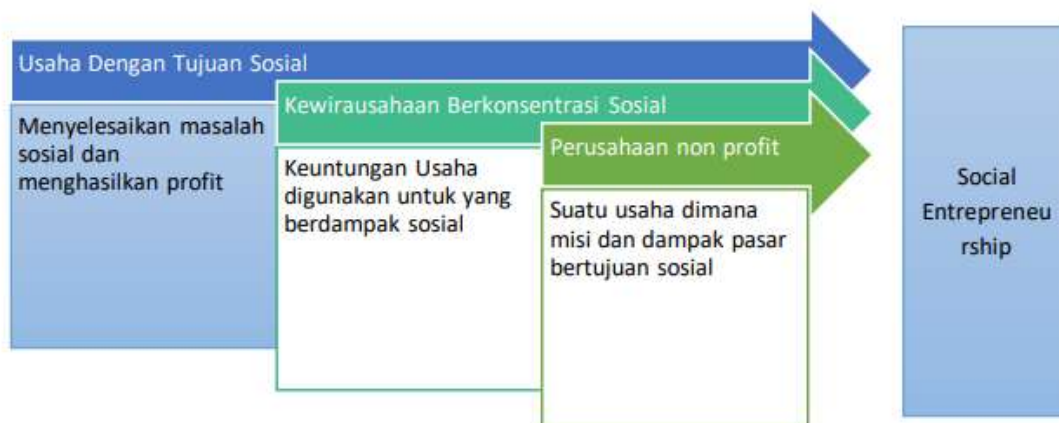 Usaha Dengan Tujuan Sosial
Menyelesaikan masalah
sosial dan
menghasilkan profit
Kewirausahaan Berkonsentrasi Sosial
Keuntungan Usaha
digunakan untuk yang
berdampak sosial
Perusahaan non profit
Suatu usaha dimana
misi dan dampak pasar
bertujuan sosial
Social
Entrepreneu
rship